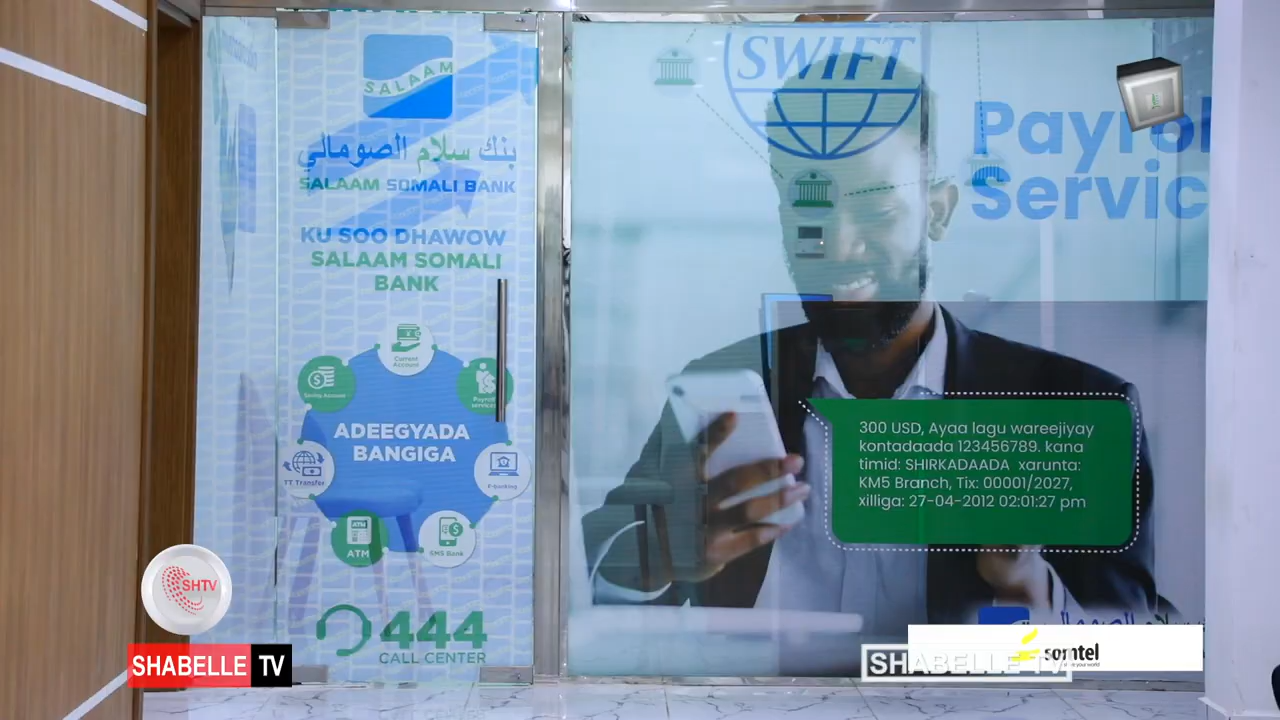 SALAAM
بنك سلام الصومالي
SALAAM SOMALI BANK
KU SOO DHAWOW
SALAAM SOMALI
BANK
Current
Account
Saving Account
Payroll
services
ADEEGYADA
BANGIGA
TT Transfer
E-banking
ATM
ATM
SMS Bank
444
CALL CENTER
SWIFT
Payrol
Servic
300 USD, Ayaa lagu wareejiyay
kontadaada 123456789. kana
timid: SHIRKADAADA xarunta:
KM5 Branch, Tix: 00001/2027,
xilliga: 27-04-2012 02:01:27 pm
SHTV
SHABELLE TV
SHABELLE TV
somtel